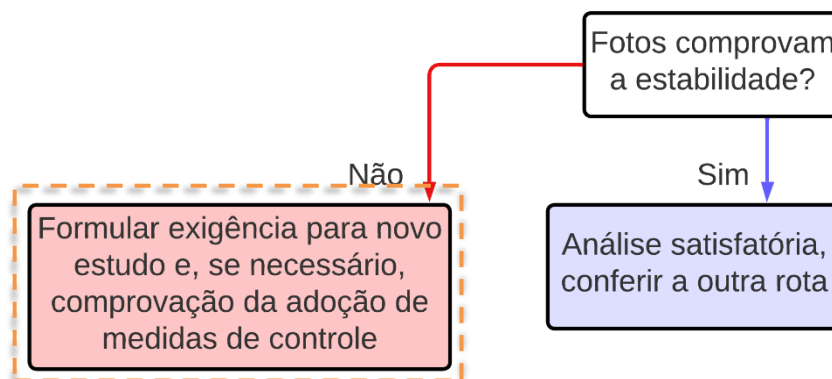 Fotos comprovam
a estabilidade?
Não
Sim
Formular exigência para novo
estudo e, se necessário,
comprovação da adoção de
medidas de controle
Análise satisfatória,
conferir a outra rota